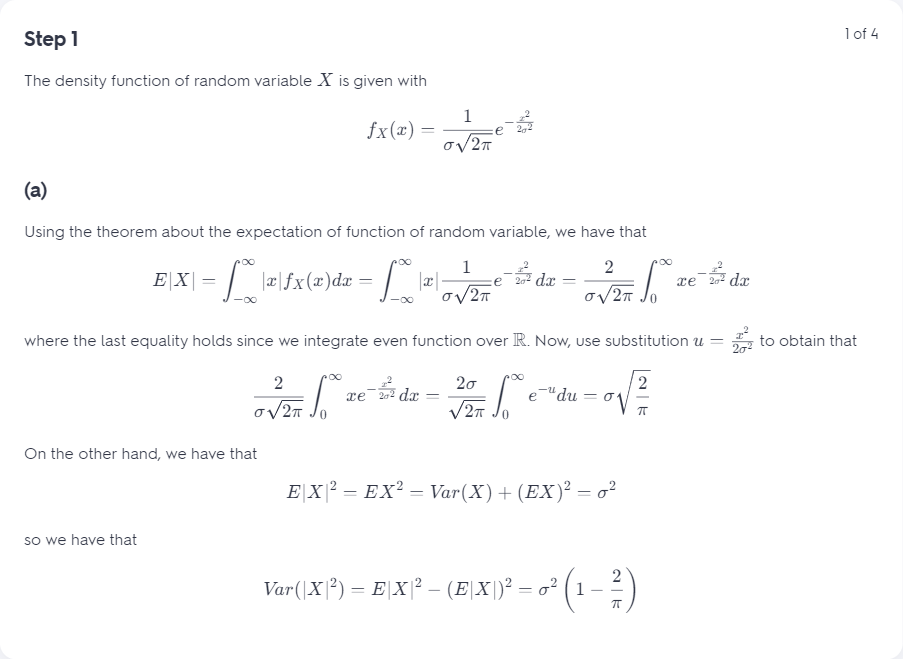 Step 1
1 of 4
The density function of random variable X is given with
f_X(x) = \frac{1}{\sigma\sqrt{2\pi}} e^{-\frac{x^2}{2\sigma^2}}
(a)
Using the theorem about the expectation of function of random variable, we have that
E|X| = \int_{-\infty}^{\infty} |x| f_X(x) dx = \int_{-\infty}^{\infty} |x| \frac{1}{\sigma\sqrt{2\pi}} e^{-\frac{x^2}{2\sigma^2}} dx = \frac{2}{\sigma\sqrt{2\pi}} \int_0^{\infty} x e^{-\frac{x^2}{2\sigma^2}} dx
where the last equality holds since we integrate even function over ℝ. Now, use substitution u = \frac{x^2}{2\sigma^2} to obtain that
\frac{2}{\sigma\sqrt{2\pi}} \int_0^{\infty} x e^{-\frac{x^2}{2\sigma^2}} dx = \frac{2\sigma}{\sqrt{2\pi}} \int_0^{\infty} e^{-u} du = \sigma\sqrt{\frac{2}{\pi}}
On the other hand, we have that
E|X|^2 = EX^2 = Var(X) + (EX)^2 = \sigma^2
so we have that
Var(|X|^2) = E|X|^2 - (E|X|)^2 = \sigma^2 \left(1 - \frac{2}{\pi}\right)